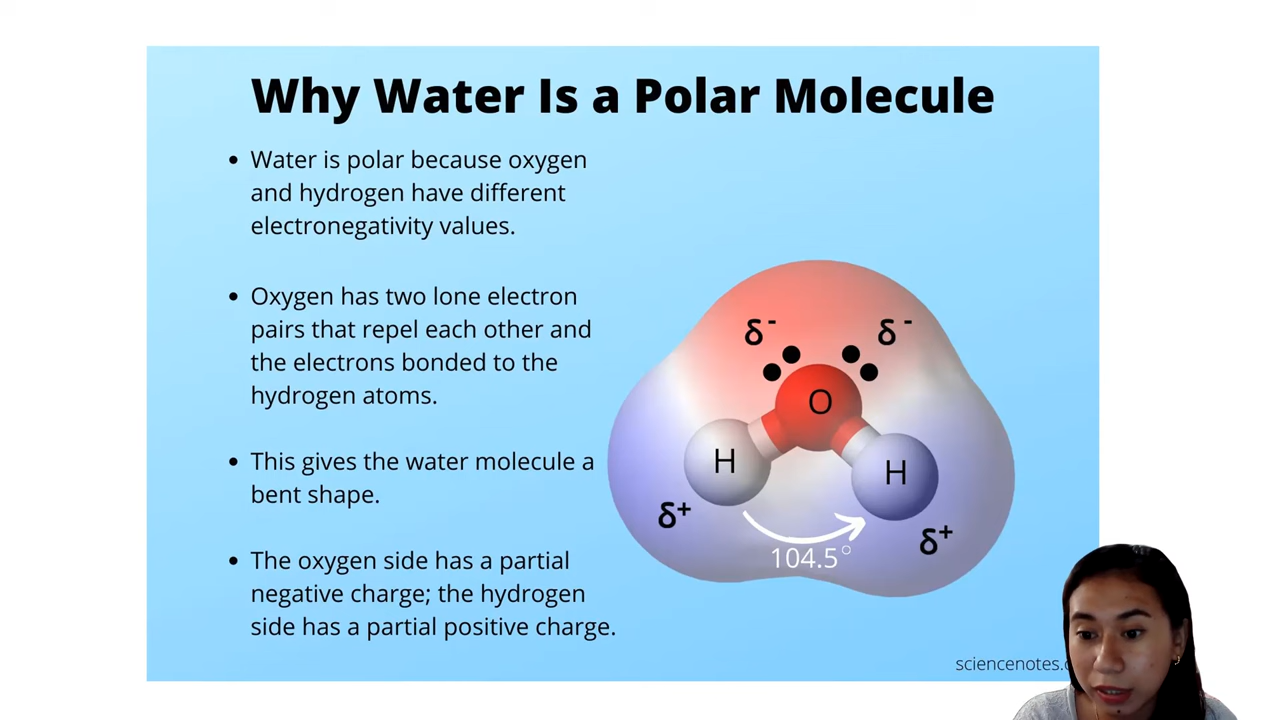 Why Water Is a Polar Molecule
• Water is polar because oxygen
and hydrogen have different
electronegativity values.
• Oxygen has two lone electron
pairs that repel each other and
the electrons bonded to the
hydrogen atoms.
• This gives the water molecule a
bent shape.
• The oxygen side has a partial
negative charge; the hydrogen
side has a partial positive charge.
δ- δ-
O
H H
δ+ δ+
104.5°
sciencenotes.